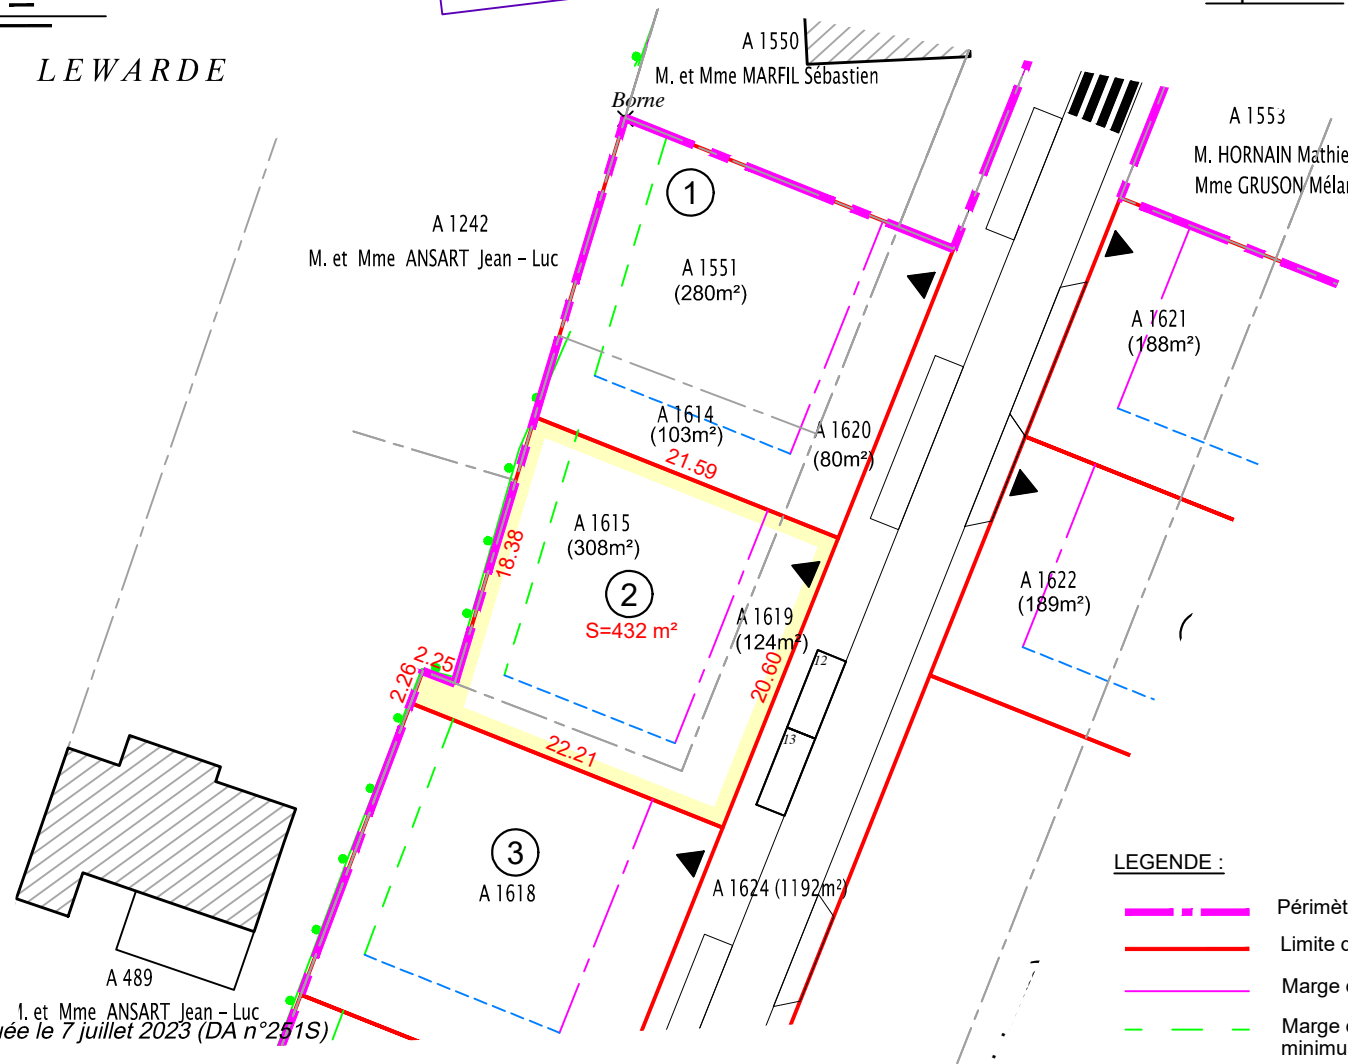 LEWARDE
A 1550
M. et Mme MARFIL Sébastien
Borne
A 1553
M. HORNAIN Mathie
Mme GRUSON Mélan
1
A 1242
M. et Mme ANSART Jean - Luc
A 1551
(280m²)
A 1621
(188m²)
A 1614
(103m²)
A 1620
(80m²)
21.59
A 1615
(308m²)
18.38
2
S=432 m²
A 1619
(124m²)
A 1622
(189m²)
2.25
2.26
20.60
12
13
22.21
3
A 1618
A 1624 (1192m²)
LEGENDE :
Périmèt
Limite d
Marge d
Marge d
minimu
A 489
. et Mme ANSART Jean - Luc
uée le 7 juillet 2023 (DA n°251S)